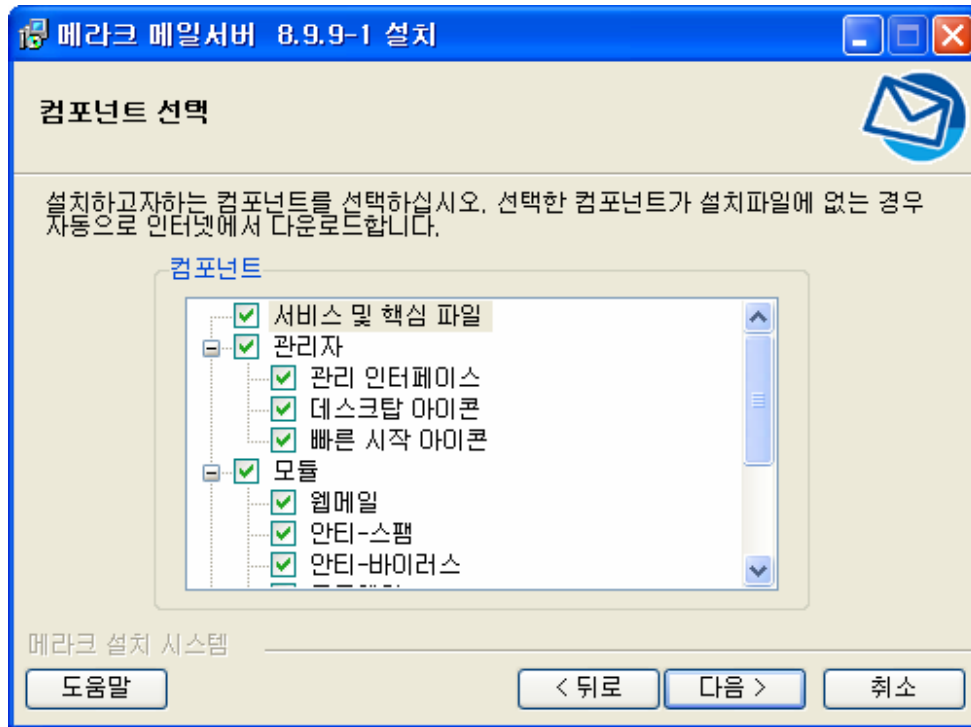 메라크 메일서버 8.9.9-1 설치
컴포넌트 선택
설치하고자하는 컴포넌트를 선택하십시오. 선택한 컴포넌트가 설치파일에 없는 경우
자동으로 인터넷에서 다운로드합니다.
컴포넌트
서비스 및 핵심 파일
관리자
관리 인터페이스
데스크탑 아이콘
빠른 시작 아이콘
모듈
웹메일
안티-스팸
안티-바이러스
메라크 설치 시스템
도움말
< 뒤로
다음 >
취소